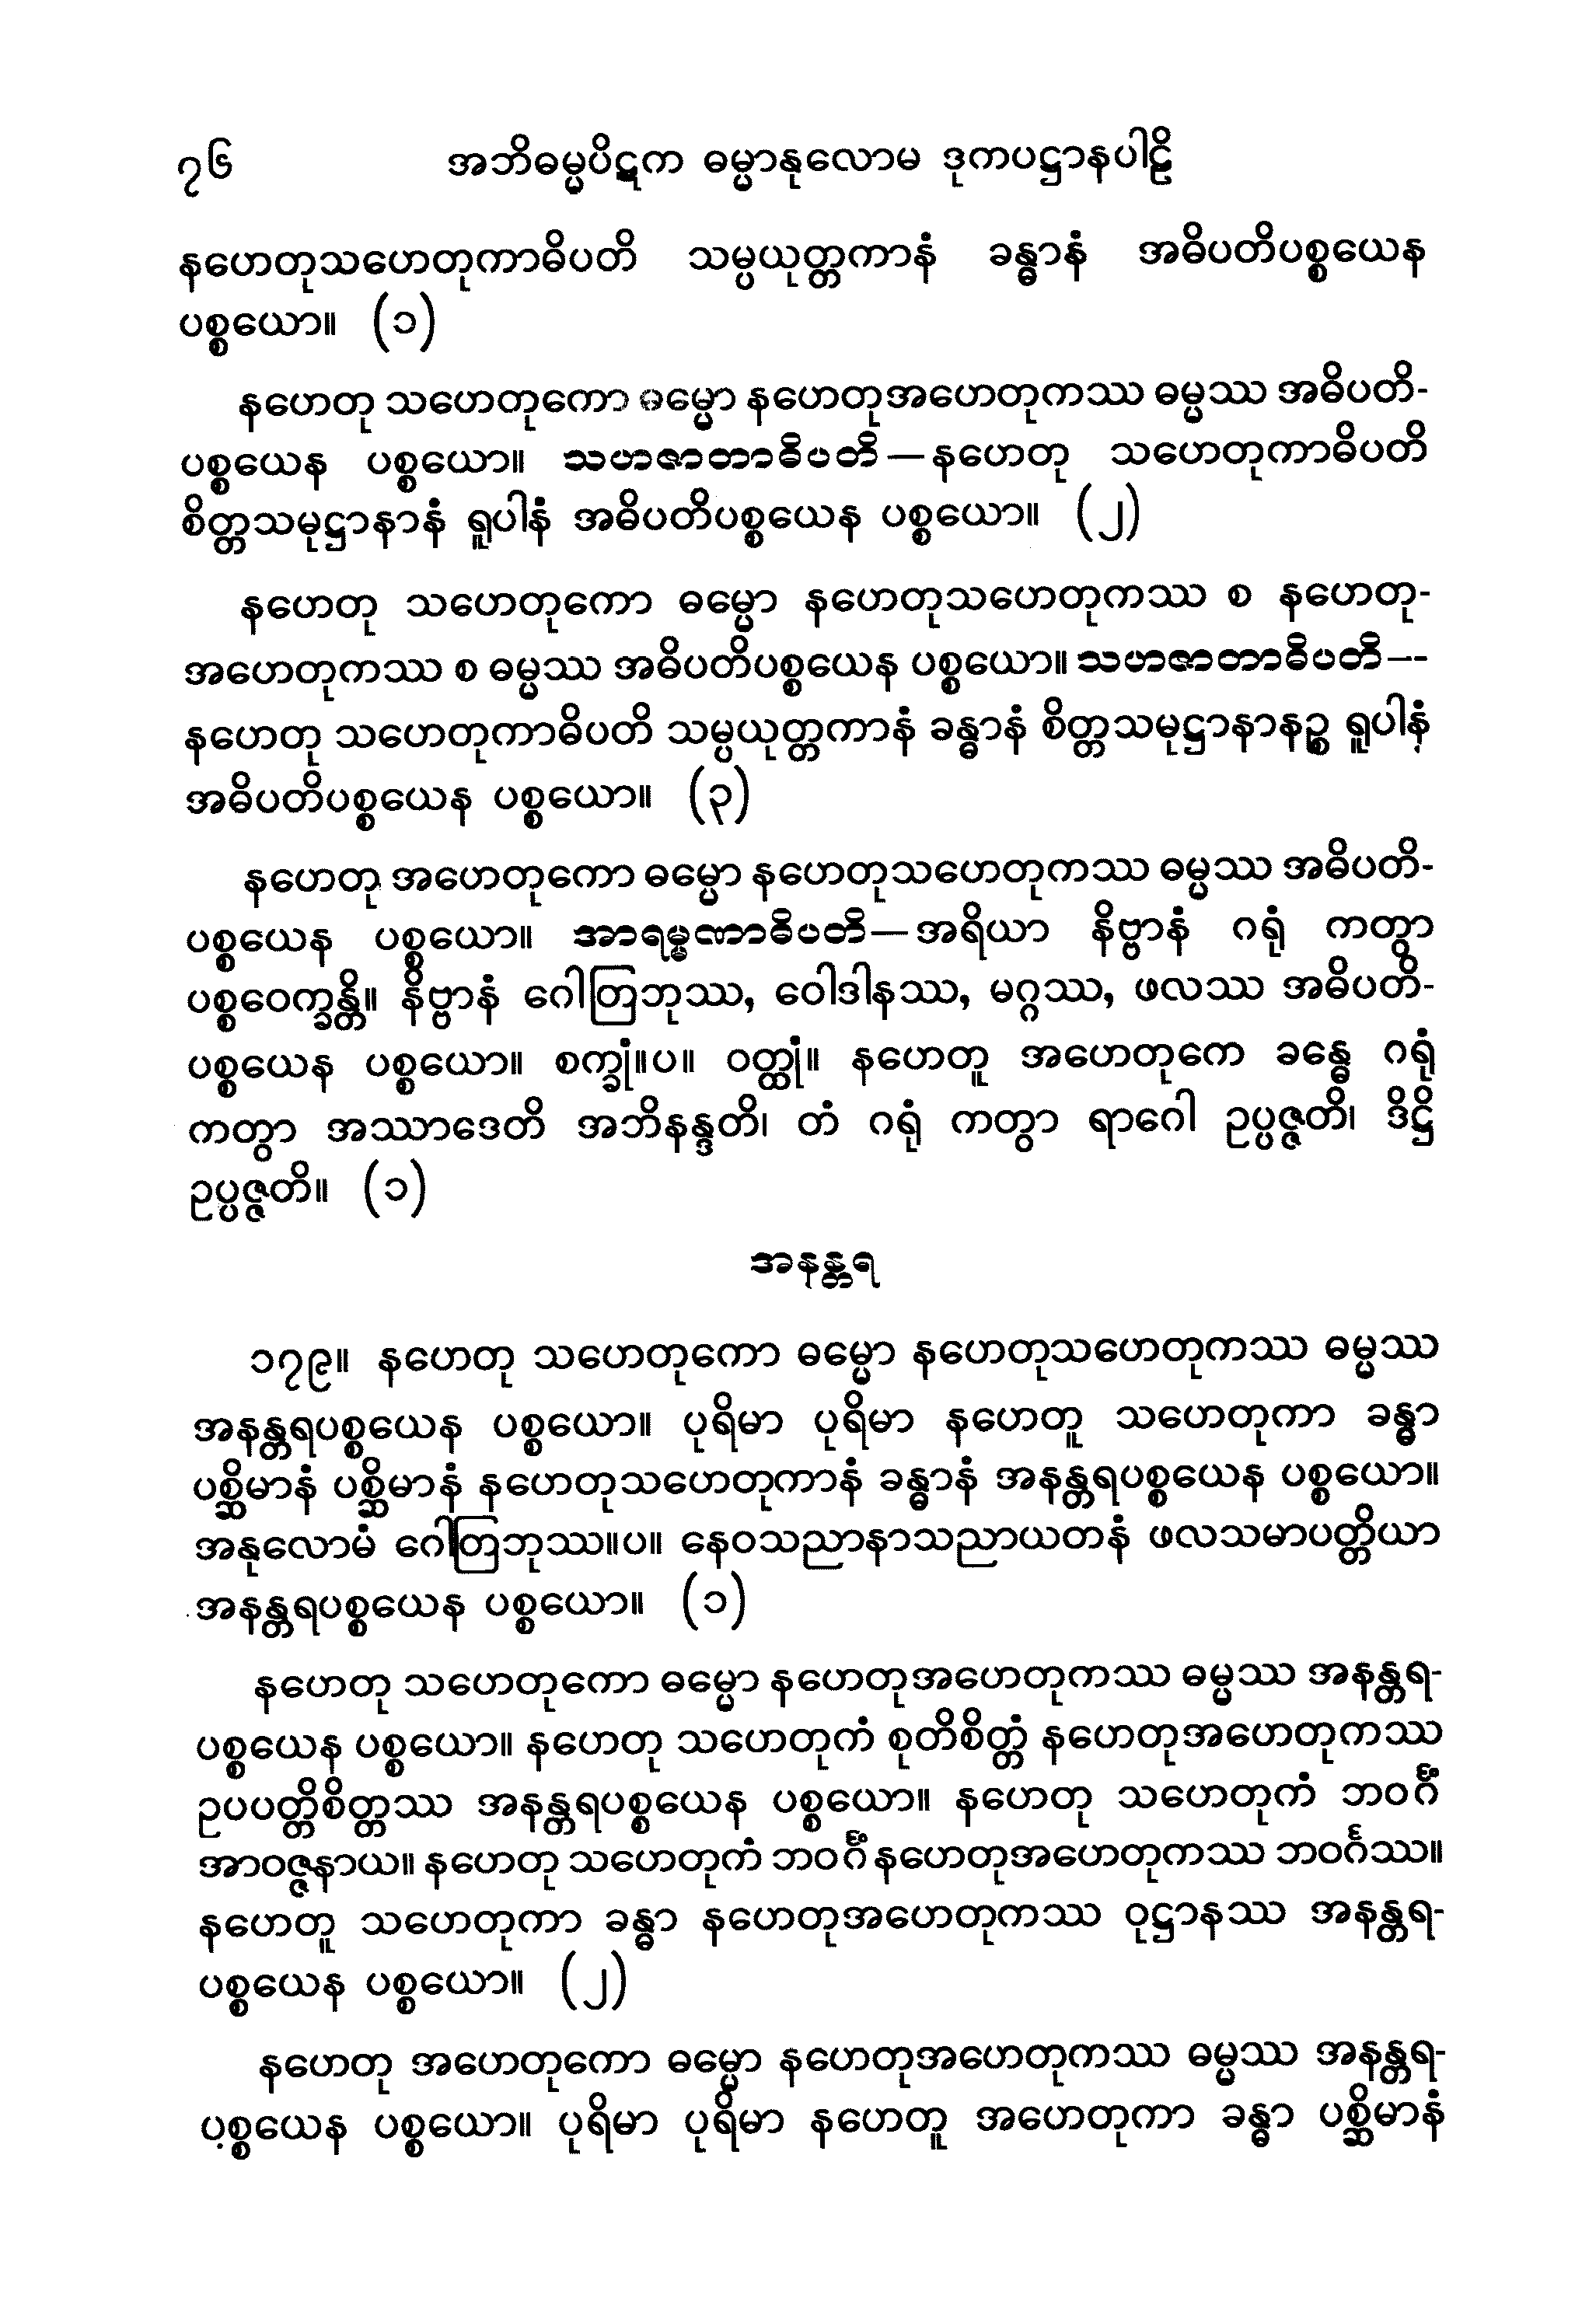 ၇၆ အဘိဓမ္မပိဋက ဓမ္မာနုလောမ ဒုကပဋ္ဌာနပါဠိ
နဟေတုသဟေတုကာဓိပတိ သမ္ပယုတ္တကာနံ ခန္ဓာနံ အဓိပတိပစ္စယေန
ပစ္စယော။ (၁)
နဟေတု သဟေတုကော ဓမ္မော နဟေတုအဟေတုကဿ ဓမ္မဿ အဓိပတိ-
ပစ္စယေန ပစ္စယော။ သဟဇာတာဓိပတိ—နဟေတု သဟေတုကာဓိပတိ
စိတ္တသမုဋ္ဌာနာနံ ရူပါနံ အဓိပတိပစ္စယေန ပစ္စယော။ (၂)
နဟေတု သဟေတုကော ဓမ္မော နဟေတုသဟေတုကဿ စ နဟေတု-
အဟေတုကဿ စ ဓမ္မဿ အဓိပတိပစ္စယေန ပစ္စယော။ သဟဇာတာဓိပတိ—
နဟေတု သဟေတုကာဓိပတိ သမ္ပယုတ္တကာနံ ခန္ဓာနံ စိတ္တသမုဋ္ဌာနာနဉ္စ ရူပါနံ
အဓိပတိပစ္စယေန ပစ္စယော။ (၃)
နဟေတု အဟေတုကော ဓမ္မော နဟေတုသဟေတုကဿ ဓမ္မဿ အဓိပတိ-
ပစ္စယေန ပစ္စယော။ အာရမ္မဏာဓိပတိ—အရိယာ နိဗ္ဗာနံ ဂရုံ ကတွာ
ပစ္စဝေက္ခန္တိ။ နိဗ္ဗာနံ ဂေါတြဘုဿ, ဝေါဒါနဿ, မဂ္ဂဿ, ဖလဿ အဓိပတိ-
ပစ္စယေန ပစ္စယော။ စက္ခုံ။ပ။ ဝတ္ထုံ။ နဟေတူ အဟေတုကေ ခန္ဓေ ဂရုံ
ကတွာ အဿာဒေတိ အဘိနန္ဒတိ၊ တံ ဂရုံ ကတွာ ရာဂေါ ဥပ္ပဇ္ဇတိ၊ ဒိဋ္ဌိ
ဥပ္ပဇ္ဇတိ။ (၁)
အနန္တရ
၁၇၉။ နဟေတု သဟေတုကော ဓမ္မော နဟေတုသဟေတုကဿ ဓမ္မဿ
အနန္တရပစ္စယေန ပစ္စယော။ ပုရိမာ ပုရိမာ နဟေတူ သဟေတုကာ ခန္ဓာ
ပစ္ဆိမာနံ ပစ္ဆိမာနံ နဟေတုသဟေတုကာနံ ခန္ဓာနံ အနန္တရပစ္စယေန ပစ္စယော။
အနုလောမံ ဂေါတြဘုဿ။ပ။ နေဝသညာနာသညာယတနံ ဖလသမာပတ္တိယာ
အနန္တရပစ္စယေန ပစ္စယော။ (၁)
နဟေတု သဟေတုကော ဓမ္မော နဟေတုအဟေတုကဿ ဓမ္မဿ အနန္တရ-
ပစ္စယေန ပစ္စယော။ နဟေတု သဟေတုကံ စုတိစိတ္တံ နဟေတုအဟေတုကဿ
ဥပပတ္တိစိတ္တဿ အနန္တရပစ္စယေန ပစ္စယော။ နဟေတု သဟေတုကံ ဘဝင်္ဂံ
အာဝဇ္ဇနာယ။ နဟေတု သဟေတုကံ ဘဝင်္ဂံ နဟေတုအဟေတုကဿ ဘဝင်္ဂဿ။
နဟေတူ သဟေတုကာ ခန္ဓာ နဟေတုအဟေတုကဿ ဝုဋ္ဌာနဿ အနန္တရ-
ပစ္စယေန ပစ္စယော။ (၂)
နဟေတု အဟေတုကော ဓမ္မော နဟေတုအဟေတုကဿ ဓမ္မဿ အနန္တရ-
ပစ္စယေန ပစ္စယော။ ပုရိမာ ပုရိမာ နဟေတူ အဟေတုကာ ခန္ဓာ ပစ္ဆိမာနံ